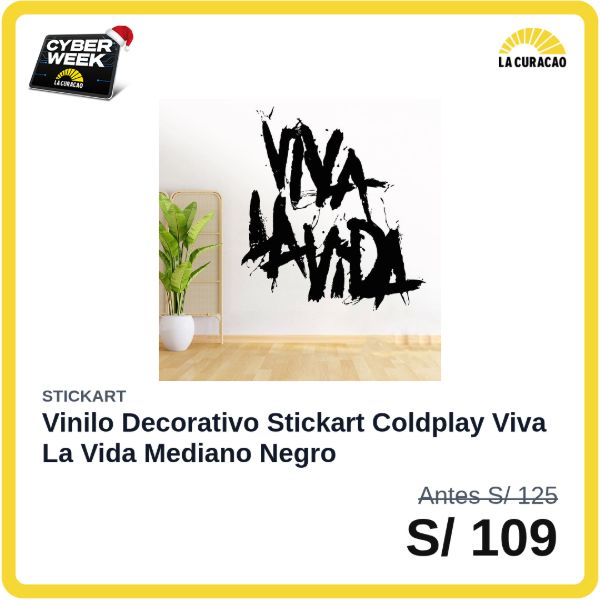 CYBER
WEEK
LA CURACAO
LA CURACAO
VIVA
LA VIDA
STICKART
Vinilo Decorativo Stickart Coldplay Viva
La Vida Mediano Negro
Antes S/ 125
S/ 109